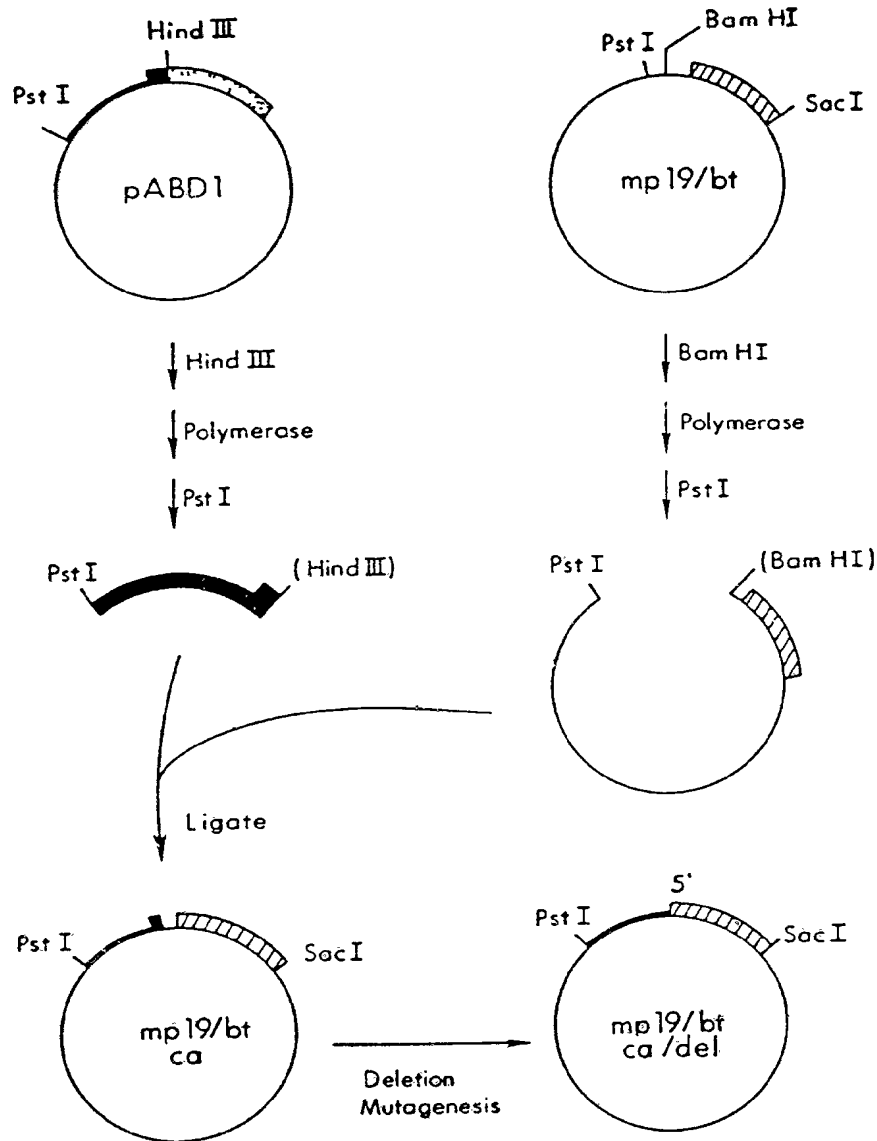 Hind III
Pst I
pABD1
Pst I
Bam HI
Sac I
mp19/bt
Hind III
Polymerase
Pst I
Bam HI
Polymerase
Pst I
Pst I
(Hind III)
Pst I
(Bam HI)
Ligate
Pst I
Sac I
mp19/bt
ca
Deletion
Mutagenesis
5'
Pst I
Sac I
mp19/bt
ca/del